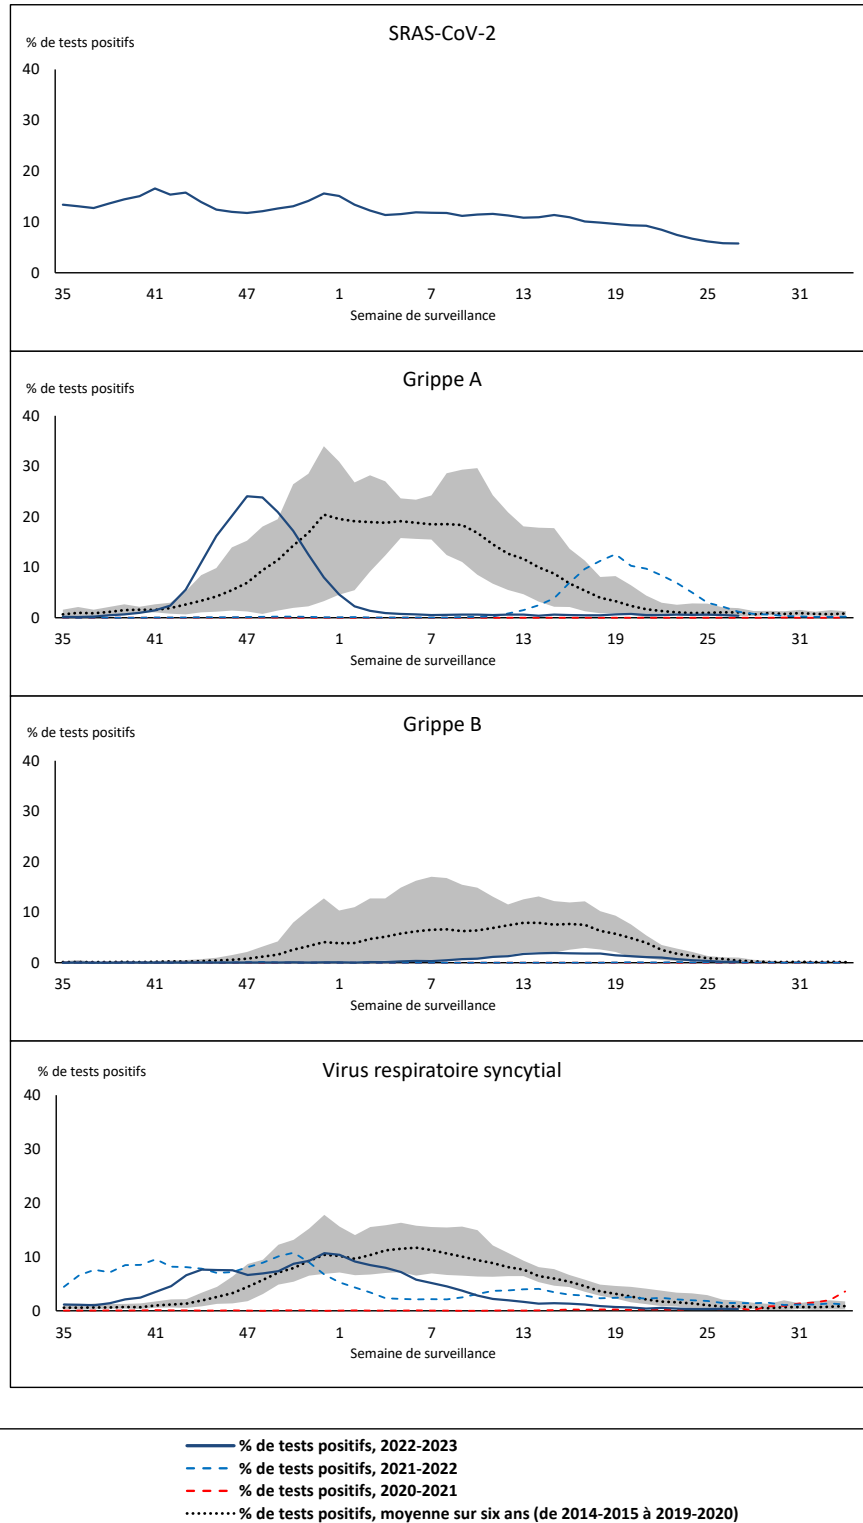 SRAS-CoV-2
% de tests positifs
40
30
20
10
0
35 41 47 1 7 13 19 25 31
Semaine de surveillance
Grippe A
% de tests positifs
40
30
20
10
0
35 41 47 1 7 13 19 25 31
Semaine de surveillance
Grippe B
% de tests positifs
40
30
20
10
0
35 41 47 1 7 13 19 25 31
Semaine de surveillance
Virus respiratoire syncytial
% de tests positifs
40
30
20
10
0
35 41 47 1 7 13 19 25 31
Semaine de surveillance
% de tests positifs, 2022-2023
% de tests positifs, 2021-2022
% de tests positifs, 2020-2021
% de tests positifs, moyenne sur six ans (de 2014-2015 à 2019-2020)